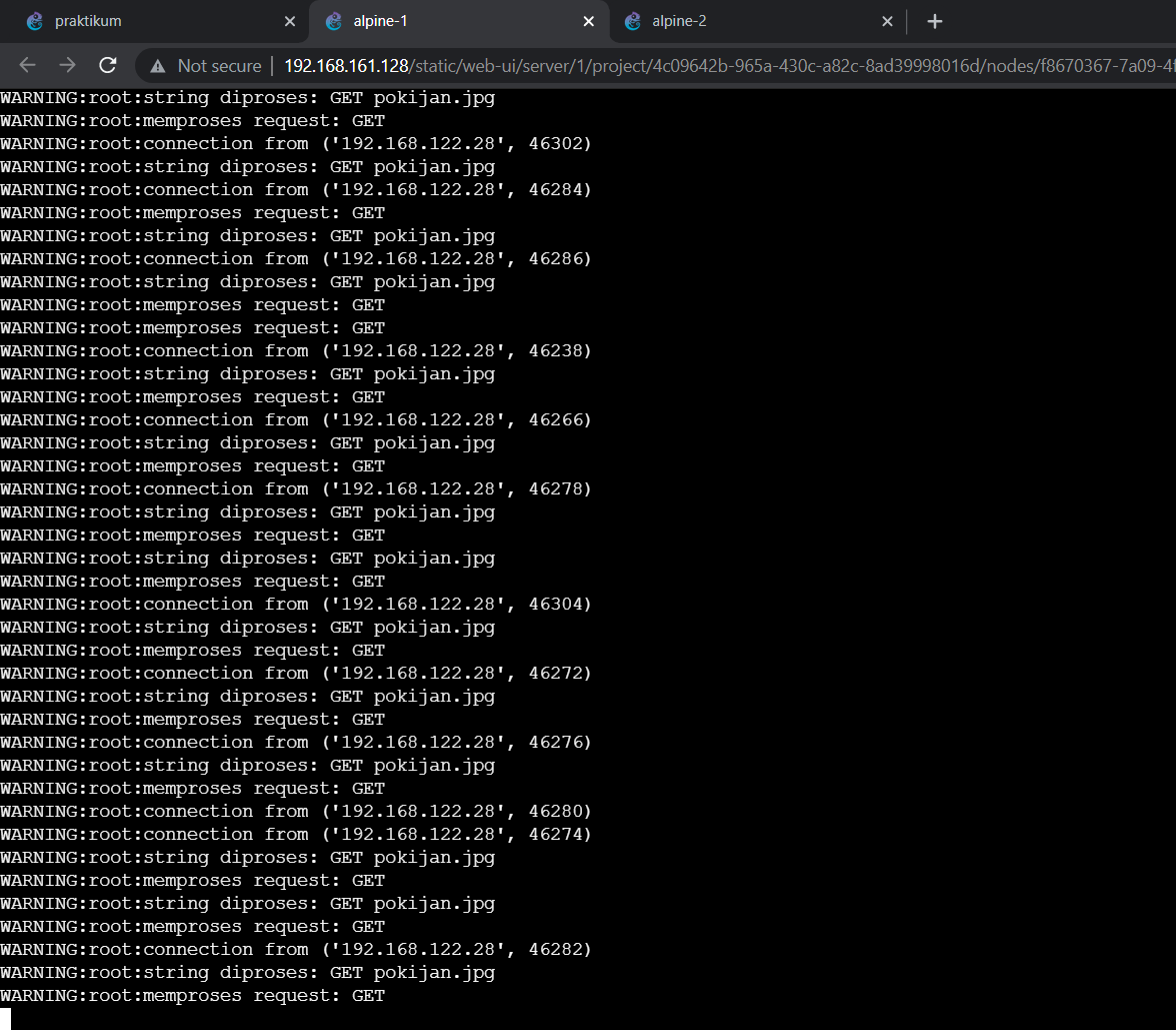 praktikum
alpine-1
alpine-2
Not secure | 192.168.161.128/static/web-ui/server/1/project/4c09642b-965a-430c-a82c-8ad39998016d/nodes/f8670367-7a09-4f
WARNING:root:string diproses: GET pokijan.jpg
WARNING:root:memproses request: GET
WARNING:root:connection from ('192.168.122.28', 46302)
WARNING:root:string diproses: GET pokijan.jpg
WARNING:root:connection from ('192.168.122.28', 46284)
WARNING:root:memproses request: GET
WARNING:root:string diproses: GET pokijan.jpg
WARNING:root:connection from ('192.168.122.28', 46286)
WARNING:root:string diproses: GET pokijan.jpg
WARNING:root:memproses request: GET
WARNING:root:memproses request: GET
WARNING:root:connection from ('192.168.122.28', 46238)
WARNING:root:string diproses: GET pokijan.jpg
WARNING:root:memproses request: GET
WARNING:root:connection from ('192.168.122.28', 46266)
WARNING:root:string diproses: GET pokijan.jpg
WARNING:root:memproses request: GET
WARNING:root:connection from ('192.168.122.28', 46278)
WARNING:root:string diproses: GET pokijan.jpg
WARNING:root:memproses request: GET
WARNING:root:string diproses: GET pokijan.jpg
WARNING:root:memproses request: GET
WARNING:root:connection from ('192.168.122.28', 46304)
WARNING:root:string diproses: GET pokijan.jpg
WARNING:root:memproses request: GET
WARNING:root:connection from ('192.168.122.28', 46272)
WARNING:root:string diproses: GET pokijan.jpg
WARNING:root:memproses request: GET
WARNING:root:connection from ('192.168.122.28', 46276)
WARNING:root:string diproses: GET pokijan.jpg
WARNING:root:memproses request: GET
WARNING:root:connection from ('192.168.122.28', 46280)
WARNING:root:connection from ('192.168.122.28', 46274)
WARNING:root:string diproses: GET pokijan.jpg
WARNING:root:memproses request: GET
WARNING:root:string diproses: GET pokijan.jpg
WARNING:root:memproses request: GET
WARNING:root:connection from ('192.168.122.28', 46282)
WARNING:root:string diproses: GET pokijan.jpg
WARNING:root:memproses request: GET